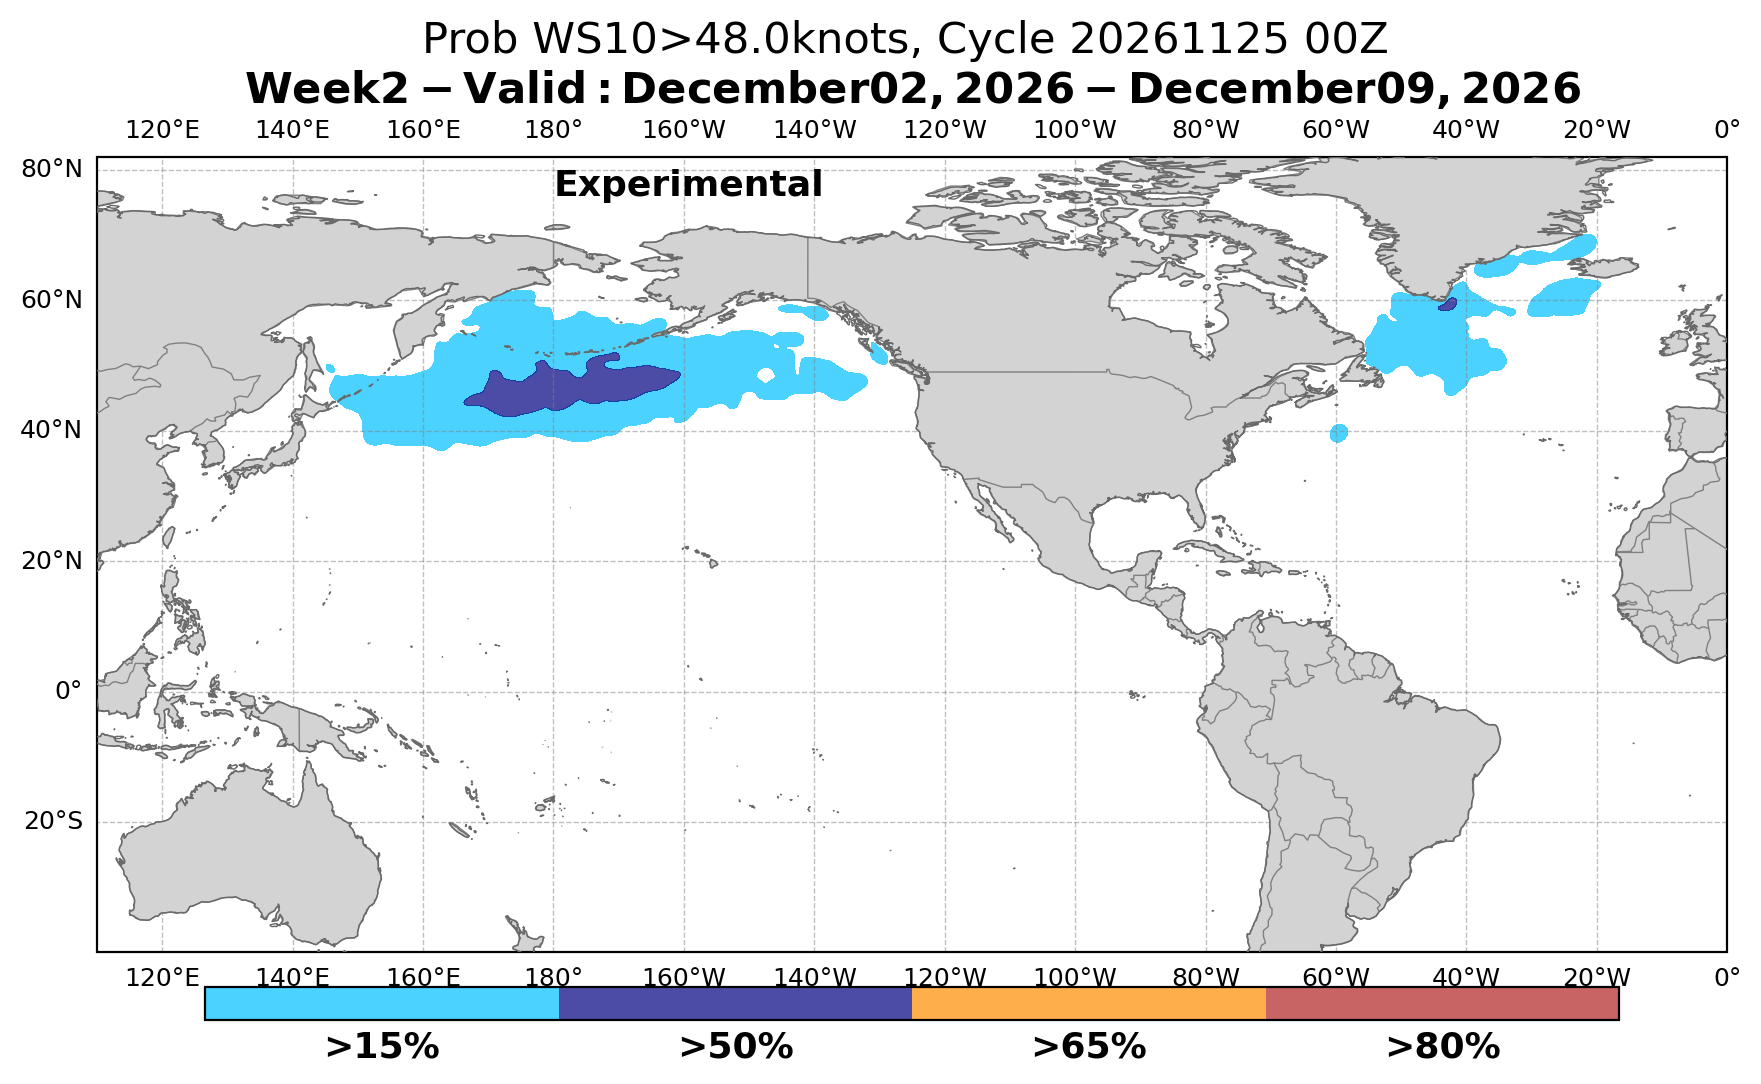 Prob WS10>48.0knots, Cycle 20261125 00Z
Week2 − Valid : December02, 2026 − December09, 2026
120°E 140°E 160°E 180° 160°W 140°W 120°W 100°W 80°W 60°W 40°W 20°W 0°
80°N
Experimental
60°N
40°N
20°N
0°
20°S
120°E 140°E 160°E 180° 160°W 140°W 120°W 100°W 80°W 60°W 40°W 20°W 0°
>15% >50% >65% >80%